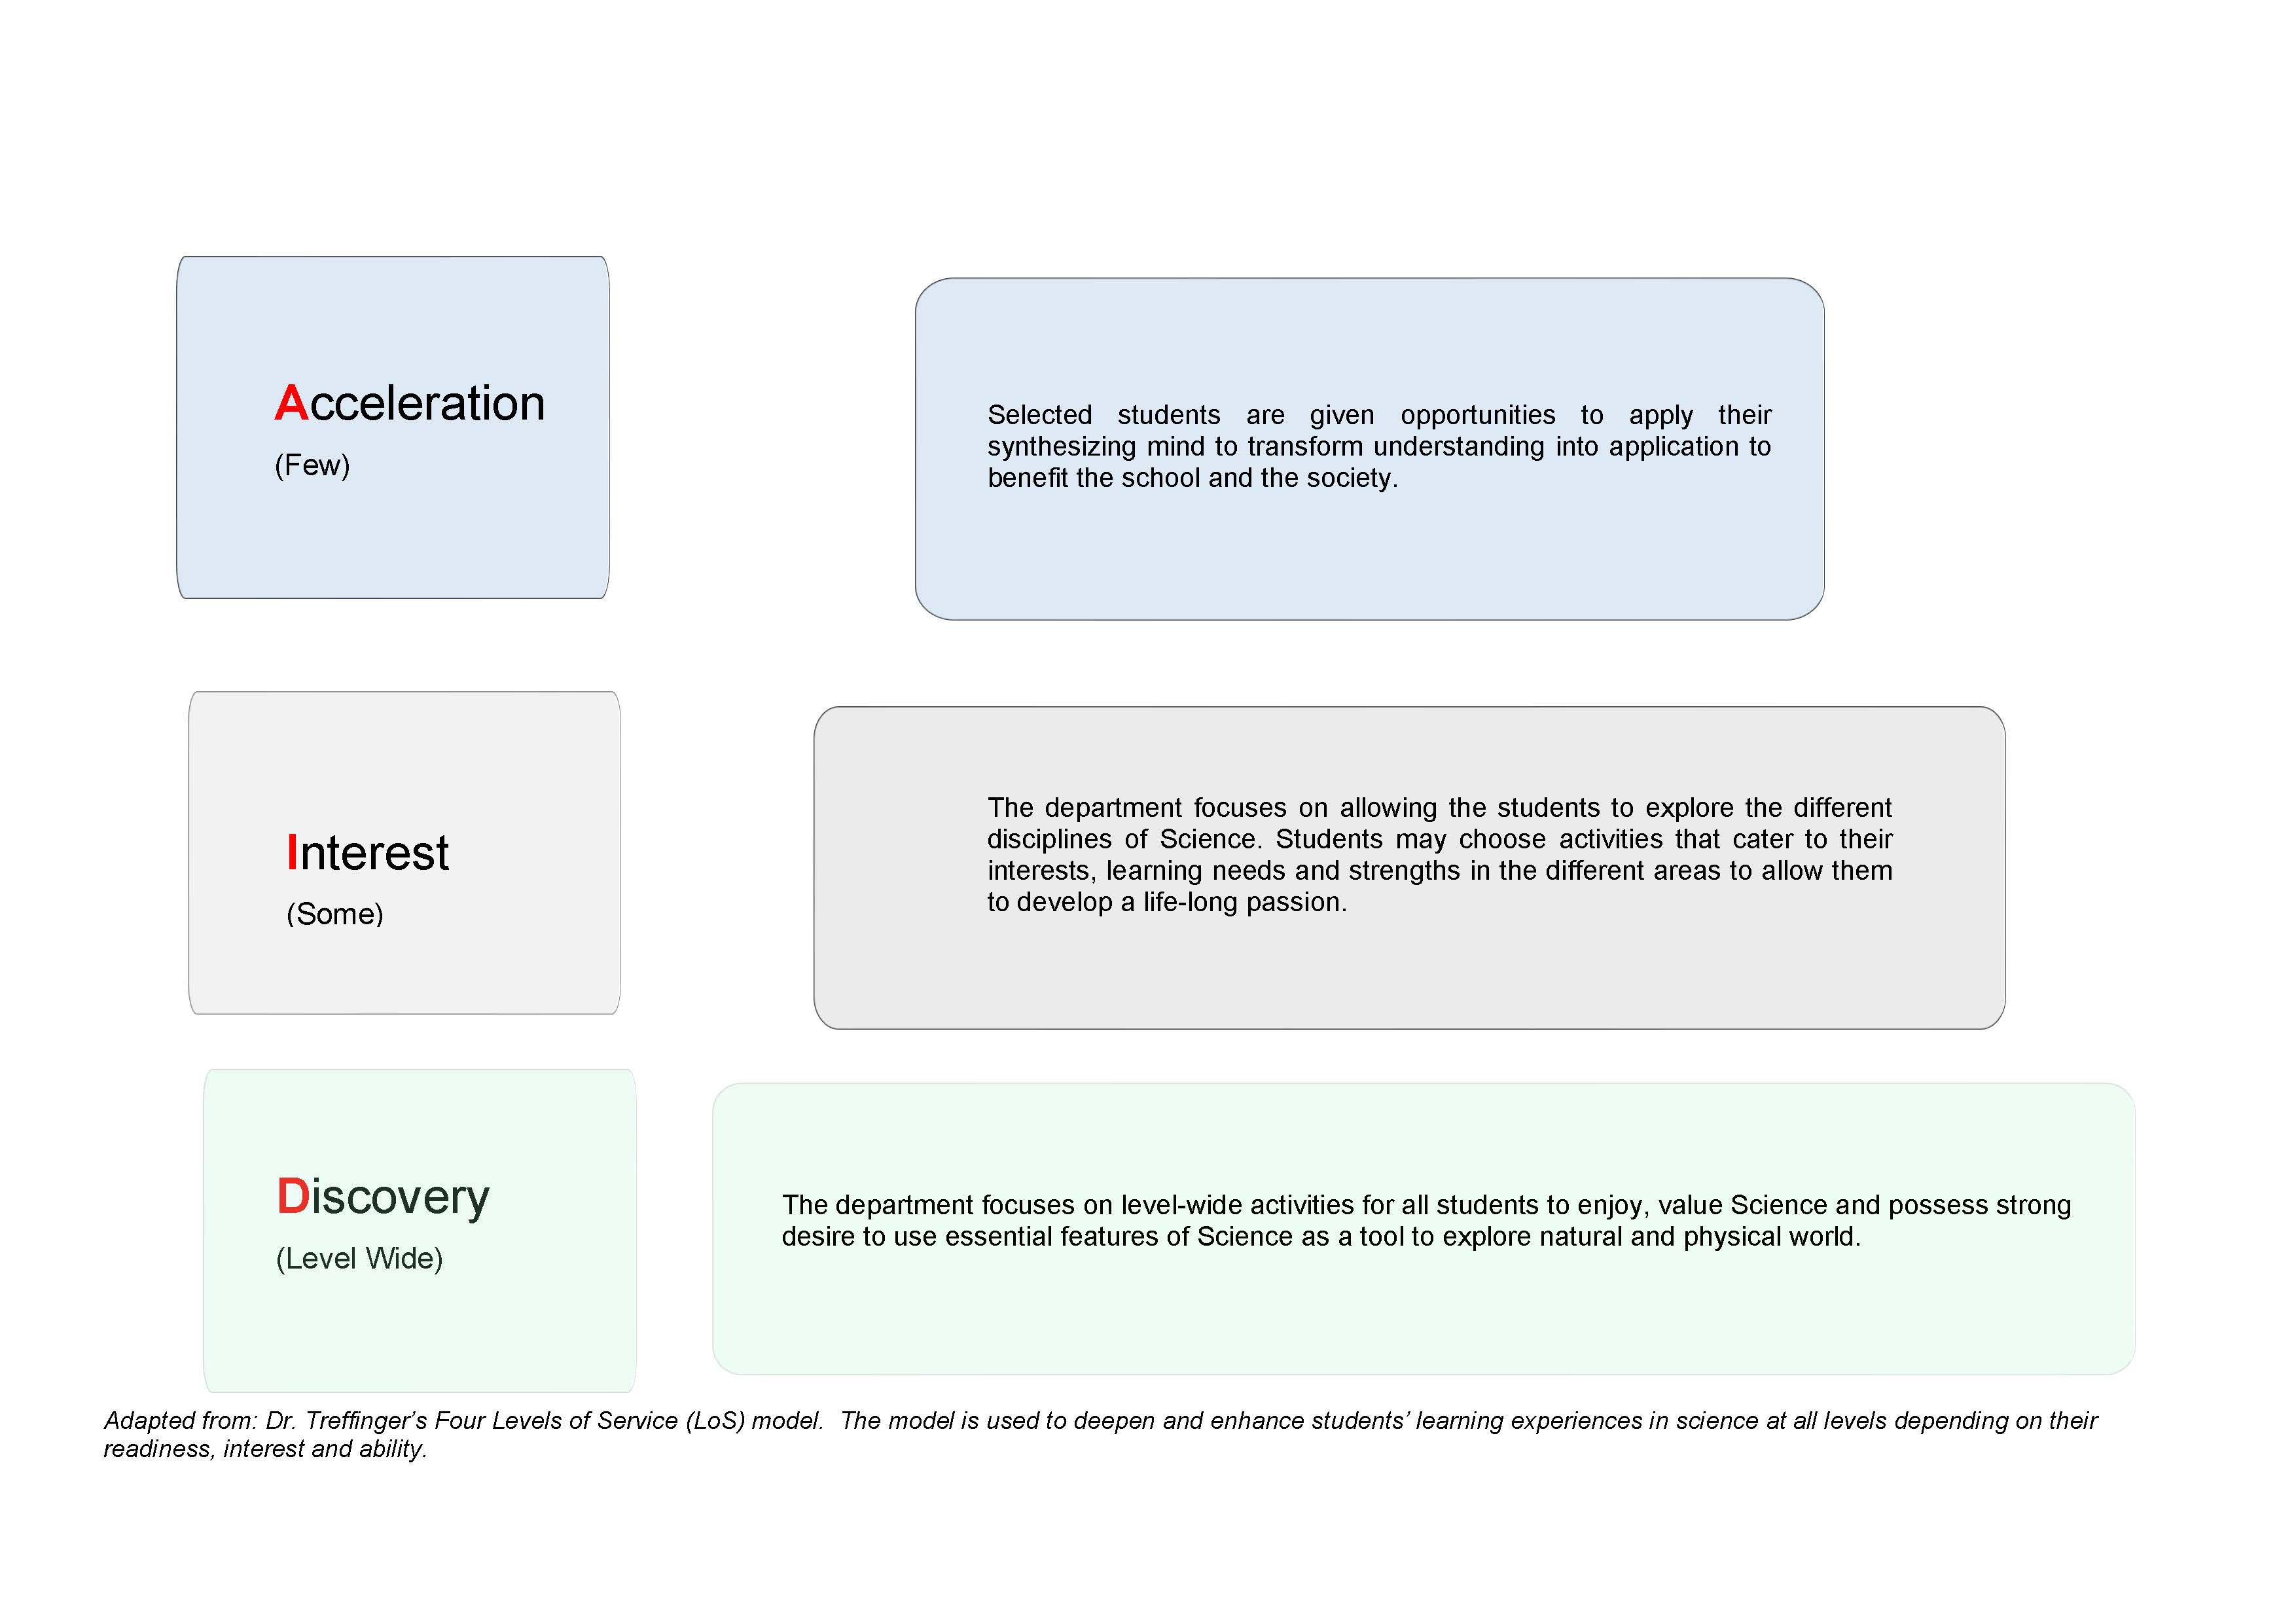 Acceleration
(Few)
Selected students are given opportunities to apply their
synthesizing mind to transform understanding into application to
benefit the school and the society.
Interest
(Some)
The department focuses on allowing the students to explore the different
disciplines of Science. Students may choose activities that cater to their
interests, learning needs and strengths in the different areas to allow them
to develop a life-long passion.
Discovery
(Level Wide)
The department focuses on level-wide activities for all students to enjoy, value Science and possess strong
desire to use essential features of Science as a tool to explore natural and physical world.
Adapted from: Dr. Treffinger’s Four Levels of Service (LoS) model.  The model is used to deepen and enhance students’ learning experiences in science at all levels depending on their
readiness, interest and ability.